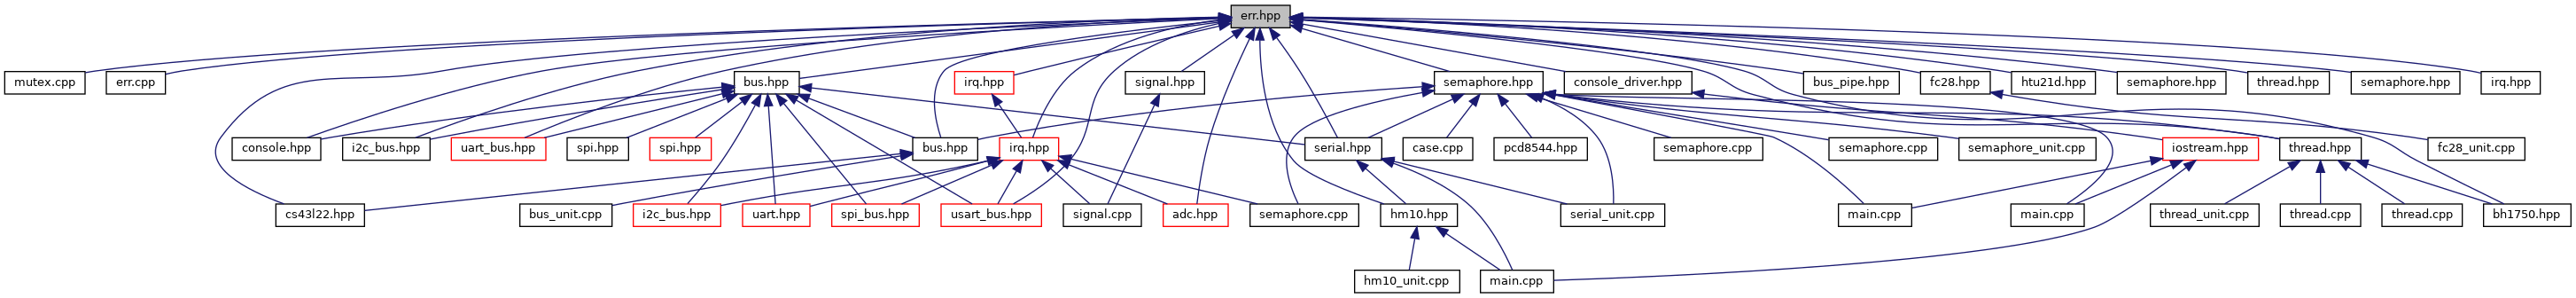 err.hpp
mutex.cpp
err.cpp
bus.hpp
irq.hpp
signal.hpp
semaphore.hpp
console_driver.hpp
bus_pipe.hpp
fc28.hpp
htu21d.hpp
semaphore.hpp
thread.hpp
semaphore.hpp
irq.hpp
console.hpp
i2c_bus.hpp
uart_bus.hpp
spi.hpp
spi.hpp
bus.hpp
irq.hpp
serial.hpp
case.cpp
pcd8544.hpp
semaphore.cpp
semaphore.cpp
semaphore_unit.cpp
iostream.hpp
thread.hpp
fc28_unit.cpp
cs43l22.hpp
bus_unit.cpp
i2c_bus.hpp
uart.hpp
spi_bus.hpp
usart_bus.hpp
signal.cpp
adc.hpp
semaphore.cpp
hm10.hpp
serial_unit.cpp
main.cpp
main.cpp
thread_unit.cpp
thread.cpp
thread.cpp
bh1750.hpp
hm10_unit.cpp
main.cpp